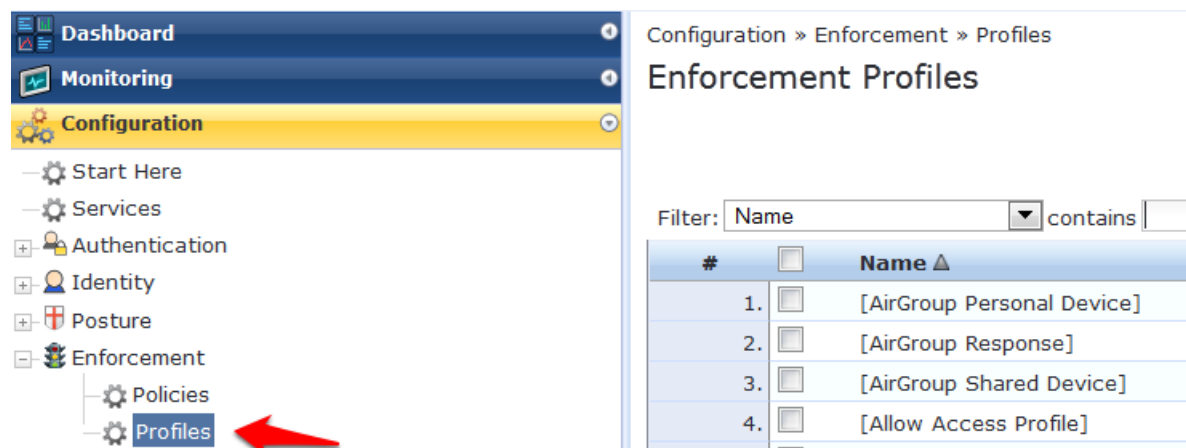 Dashboard
Monitoring
Configuration
Start Here
Services
Authentication
Identity
Posture
Enforcement
Policies
Profiles
Configuration » Enforcement » Profiles
Enforcement Profiles
Filter: Name contains
# Name
1. [AirGroup Personal Device]
2. [AirGroup Response]
3. [AirGroup Shared Device]
4. [Allow Access Profile]